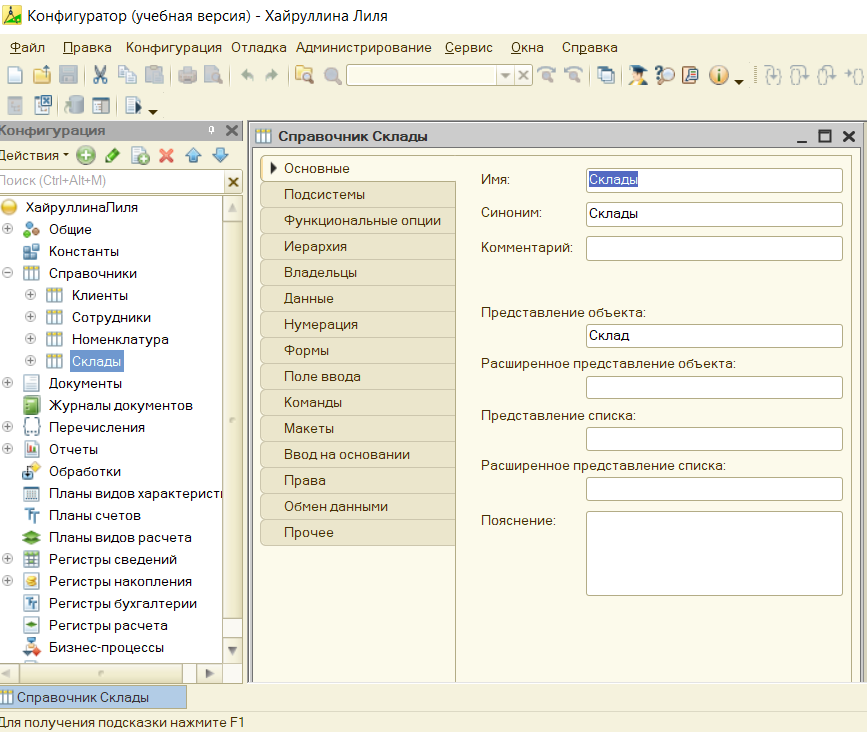 Конфигуратор (учебная версия) - Хайруллина Лиля
Файл Правка Конфигурация Отладка Администрирование Сервис Окна Справка
Конфигурация
Действия
Поиск (Ctrl+Alt+M)
ХайруллинаЛиля
Общие
Константы
Справочники
Клиенты
Сотрудники
Номенклатура
Склады
Документы
Журналы документов
Перечисления
Отчеты
Обработки
Планы видов характерист
Планы счетов
Планы видов расчета
Регистры сведений
Регистры накопления
Регистры бухгалтерии
Регистры расчета
Бизнес-процессы
Справочник Склады
Основные
Подсистемы
Функциональные опции
Иерархия
Владельцы
Данные
Нумерация
Формы
Поле ввода
Команды
Макеты
Ввод на основании
Права
Обмен данными
Прочее
Имя: Склады
Синоним: Склады
Комментарий:
Представление объекта:
Склад
Расширенное представление объекта:
Представление списка:
Расширенное представление списка:
Пояснение:
Справочник Склады
Для получения подсказки нажмите F1